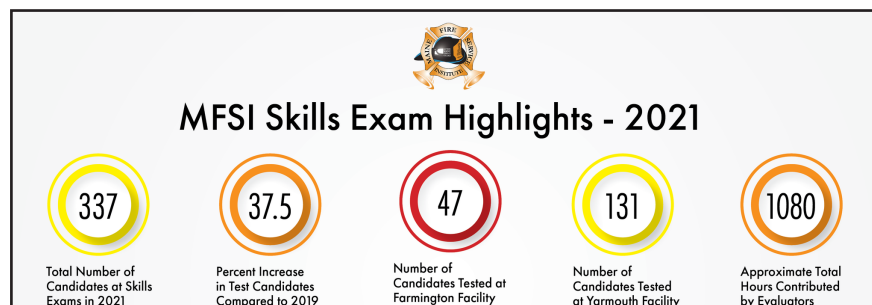 MAINE FIRE SERVICE
INSTITUTE
MFSI Skills Exam Highlights - 2021
337
37.5
47
131
1080
Total Number of
Candidates at Skills
Exams in 2021
Percent Increase
in Test Candidates
Compared to 2019
Number of
Candidates Tested at
Farmington Facility
Number of
Candidates Tested
at Yarmouth Facility
Approximate Total
Hours Contributed
by Evaluators